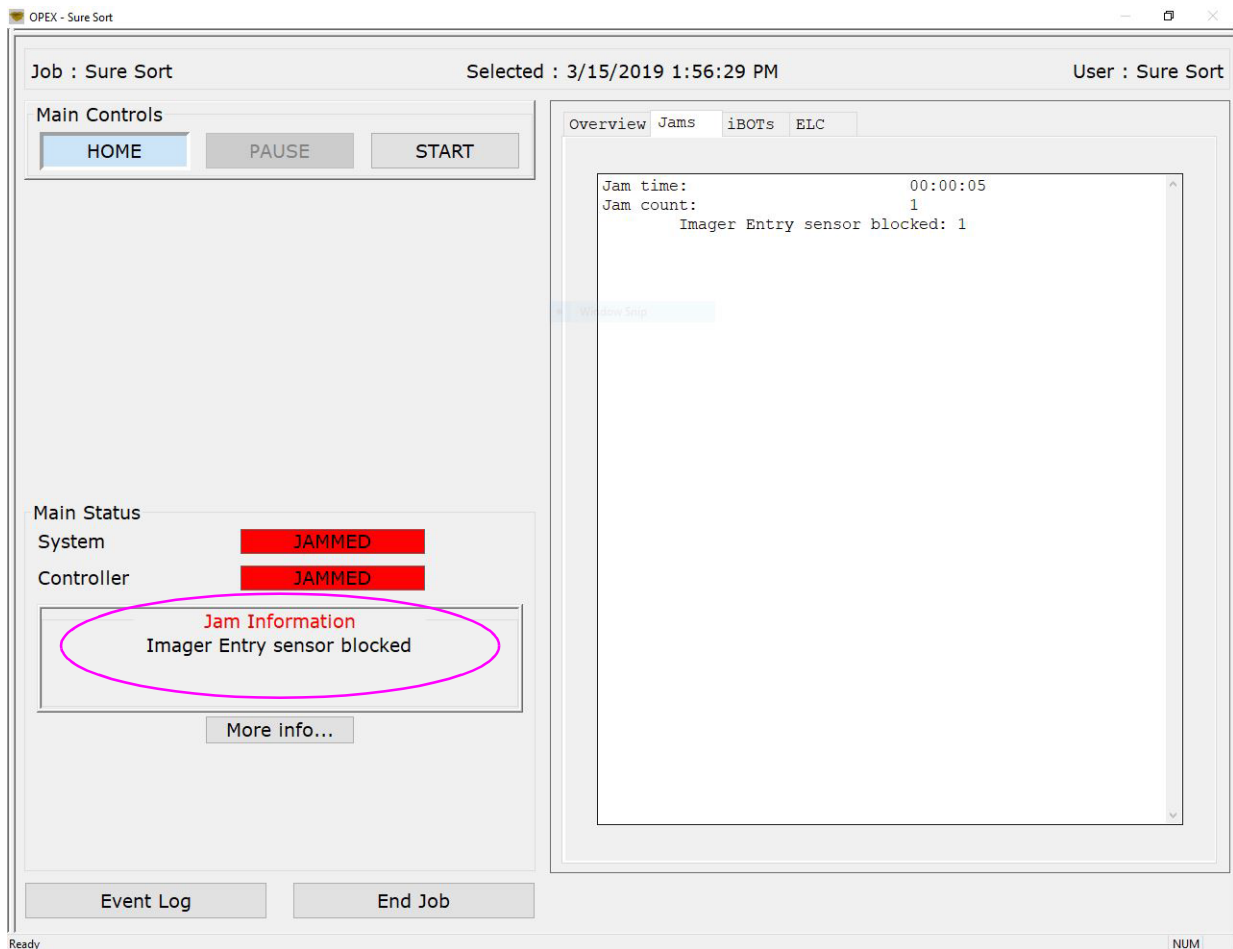 OPEX - Sure Sort
Job : Sure Sort
Selected : 3/15/2019 1:56:29 PM
User : Sure Sort
Main Controls
HOME
PAUSE
START
Overview Jams iBOTs ELC
Jam time: 00:00:05
Jam count: 1
Imager Entry sensor blocked: 1
Window Snip
Main Status
System JAMMED
Controller JAMMED
Jam Information
Imager Entry sensor blocked
More info...
Event Log
End Job
Ready
NUM